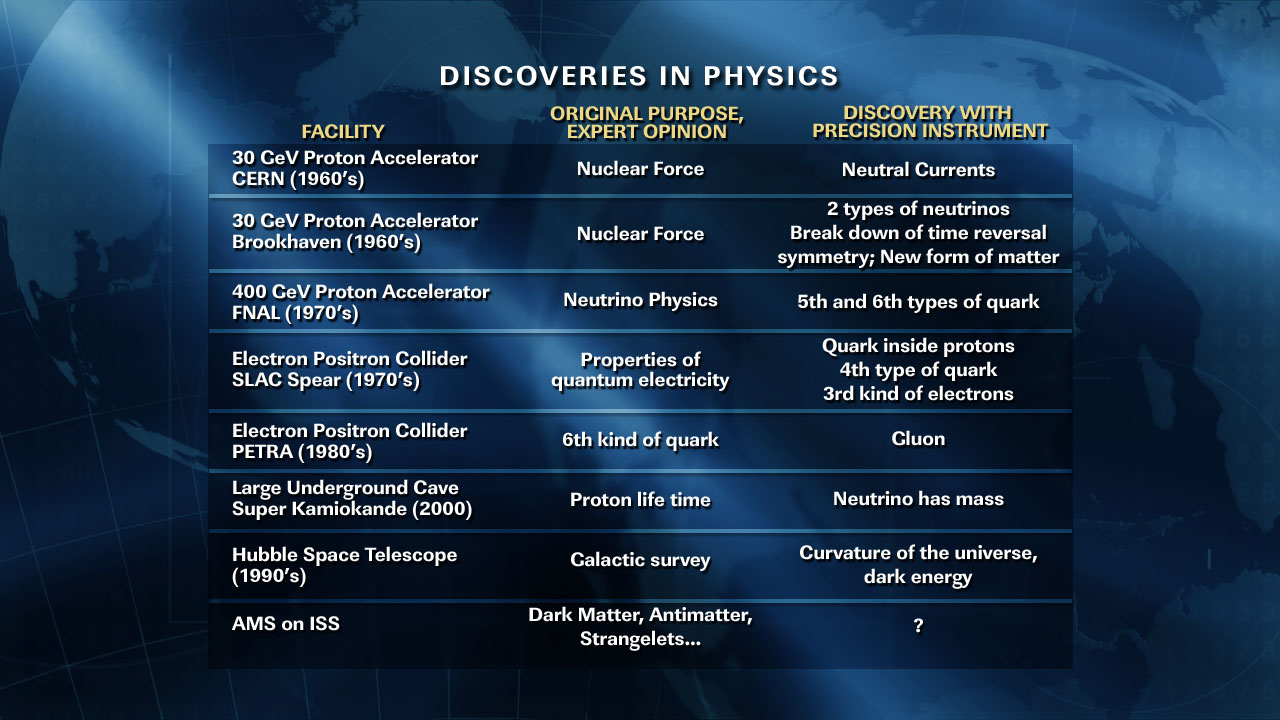 DISCOVERIES IN PHYSICS
FACILITY
ORIGINAL PURPOSE,
EXPERT OPINION
DISCOVERY WITH
PRECISION INSTRUMENT
30 GeV Proton Accelerator
CERN (1960's)
Nuclear Force
Neutral Currents
30 GeV Proton Accelerator
Brookhaven (1960's)
Nuclear Force
2 types of neutrinos
Break down of time reversal
symmetry; New form of matter
400 GeV Proton Accelerator
FNAL (1970's)
Neutrino Physics
5th and 6th types of quark
Electron Positron Collider
SLAC Spear (1970's)
Properties of
quantum electricity
Quark inside protons
4th type of quark
3rd kind of electrons
Electron Positron Collider
PETRA (1980's)
6th kind of quark
Gluon
Large Underground Cave
Super Kamiokande (2000)
Proton life time
Neutrino has mass
Hubble Space Telescope
(1990's)
Galactic survey
Curvature of the universe,
dark energy
AMS on ISS
Dark Matter, Antimatter,
Strangelets...
?